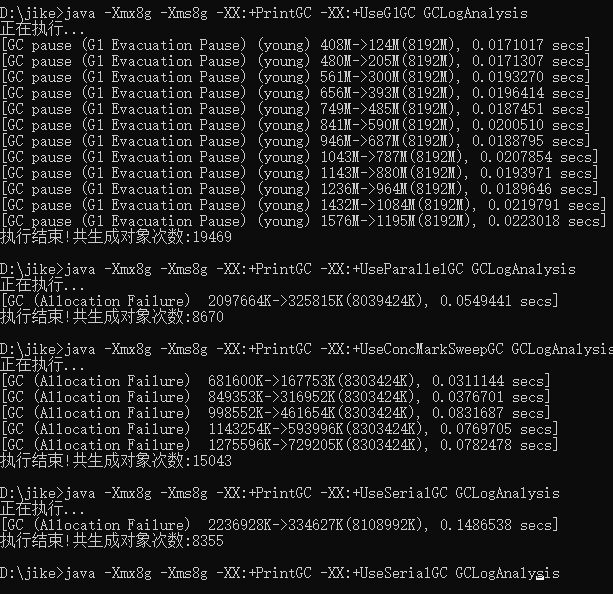 D:\jike>java -Xmx8g -Xms8g -XX:+PrintGC -XX:+UseG1GC GCLogAnalysis
正在执行...
[GC pause (G1 Evacuation Pause) (young) 408M->124M(8192M), 0.0171017 secs]
[GC pause (G1 Evacuation Pause) (young) 480M->205M(8192M), 0.0171307 secs]
[GC pause (G1 Evacuation Pause) (young) 561M->300M(8192M), 0.0193270 secs]
[GC pause (G1 Evacuation Pause) (young) 656M->393M(8192M), 0.0196414 secs]
[GC pause (G1 Evacuation Pause) (young) 749M->485M(8192M), 0.0187451 secs]
[GC pause (G1 Evacuation Pause) (young) 841M->590M(8192M), 0.0200510 secs]
[GC pause (G1 Evacuation Pause) (young) 946M->687M(8192M), 0.0188795 secs]
[GC pause (G1 Evacuation Pause) (young) 1043M->787M(8192M), 0.0207854 secs]
[GC pause (G1 Evacuation Pause) (young) 1143M->880M(8192M), 0.0193971 secs]
[GC pause (G1 Evacuation Pause) (young) 1236M->964M(8192M), 0.0189646 secs]
[GC pause (G1 Evacuation Pause) (young) 1432M->1084M(8192M), 0.0219791 secs]
[GC pause (G1 Evacuation Pause) (young) 1576M->1195M(8192M), 0.0223018 secs]
执行结束!共生成对象次数:19469
D:\jike>java -Xmx8g -Xms8g -XX:+PrintGC -XX:+UseParallelGC GCLogAnalysis
正在执行...
[GC (Allocation Failure)  2097664K->325815K(8039424K), 0.0549441 secs]
执行结束!共生成对象次数:8670
D:\jike>java -Xmx8g -Xms8g -XX:+PrintGC -XX:+UseConcMarkSweepGC GCLogAnalysis
正在执行...
[GC (Allocation Failure)  681600K->167753K(8303424K), 0.0311144 secs]
[GC (Allocation Failure)  849353K->316952K(8303424K), 0.0376701 secs]
[GC (Allocation Failure)  998552K->461654K(8303424K), 0.0831687 secs]
[GC (Allocation Failure)  1143254K->593996K(8303424K), 0.0769705 secs]
[GC (Allocation Failure)  1275596K->729205K(8303424K), 0.0782478 secs]
执行结束!共生成对象次数:15043
D:\jike>java -Xmx8g -Xms8g -XX:+PrintGC -XX:+UseSerialGC GCLogAnalysis
正在执行...
[GC (Allocation Failure)  2236928K->334627K(8108992K), 0.1486538 secs]
执行结束!共生成对象次数:8355
D:\jike>java -Xmx8g -Xms8g -XX:+PrintGC -XX:+UseSerialGC GCLogAnalysis